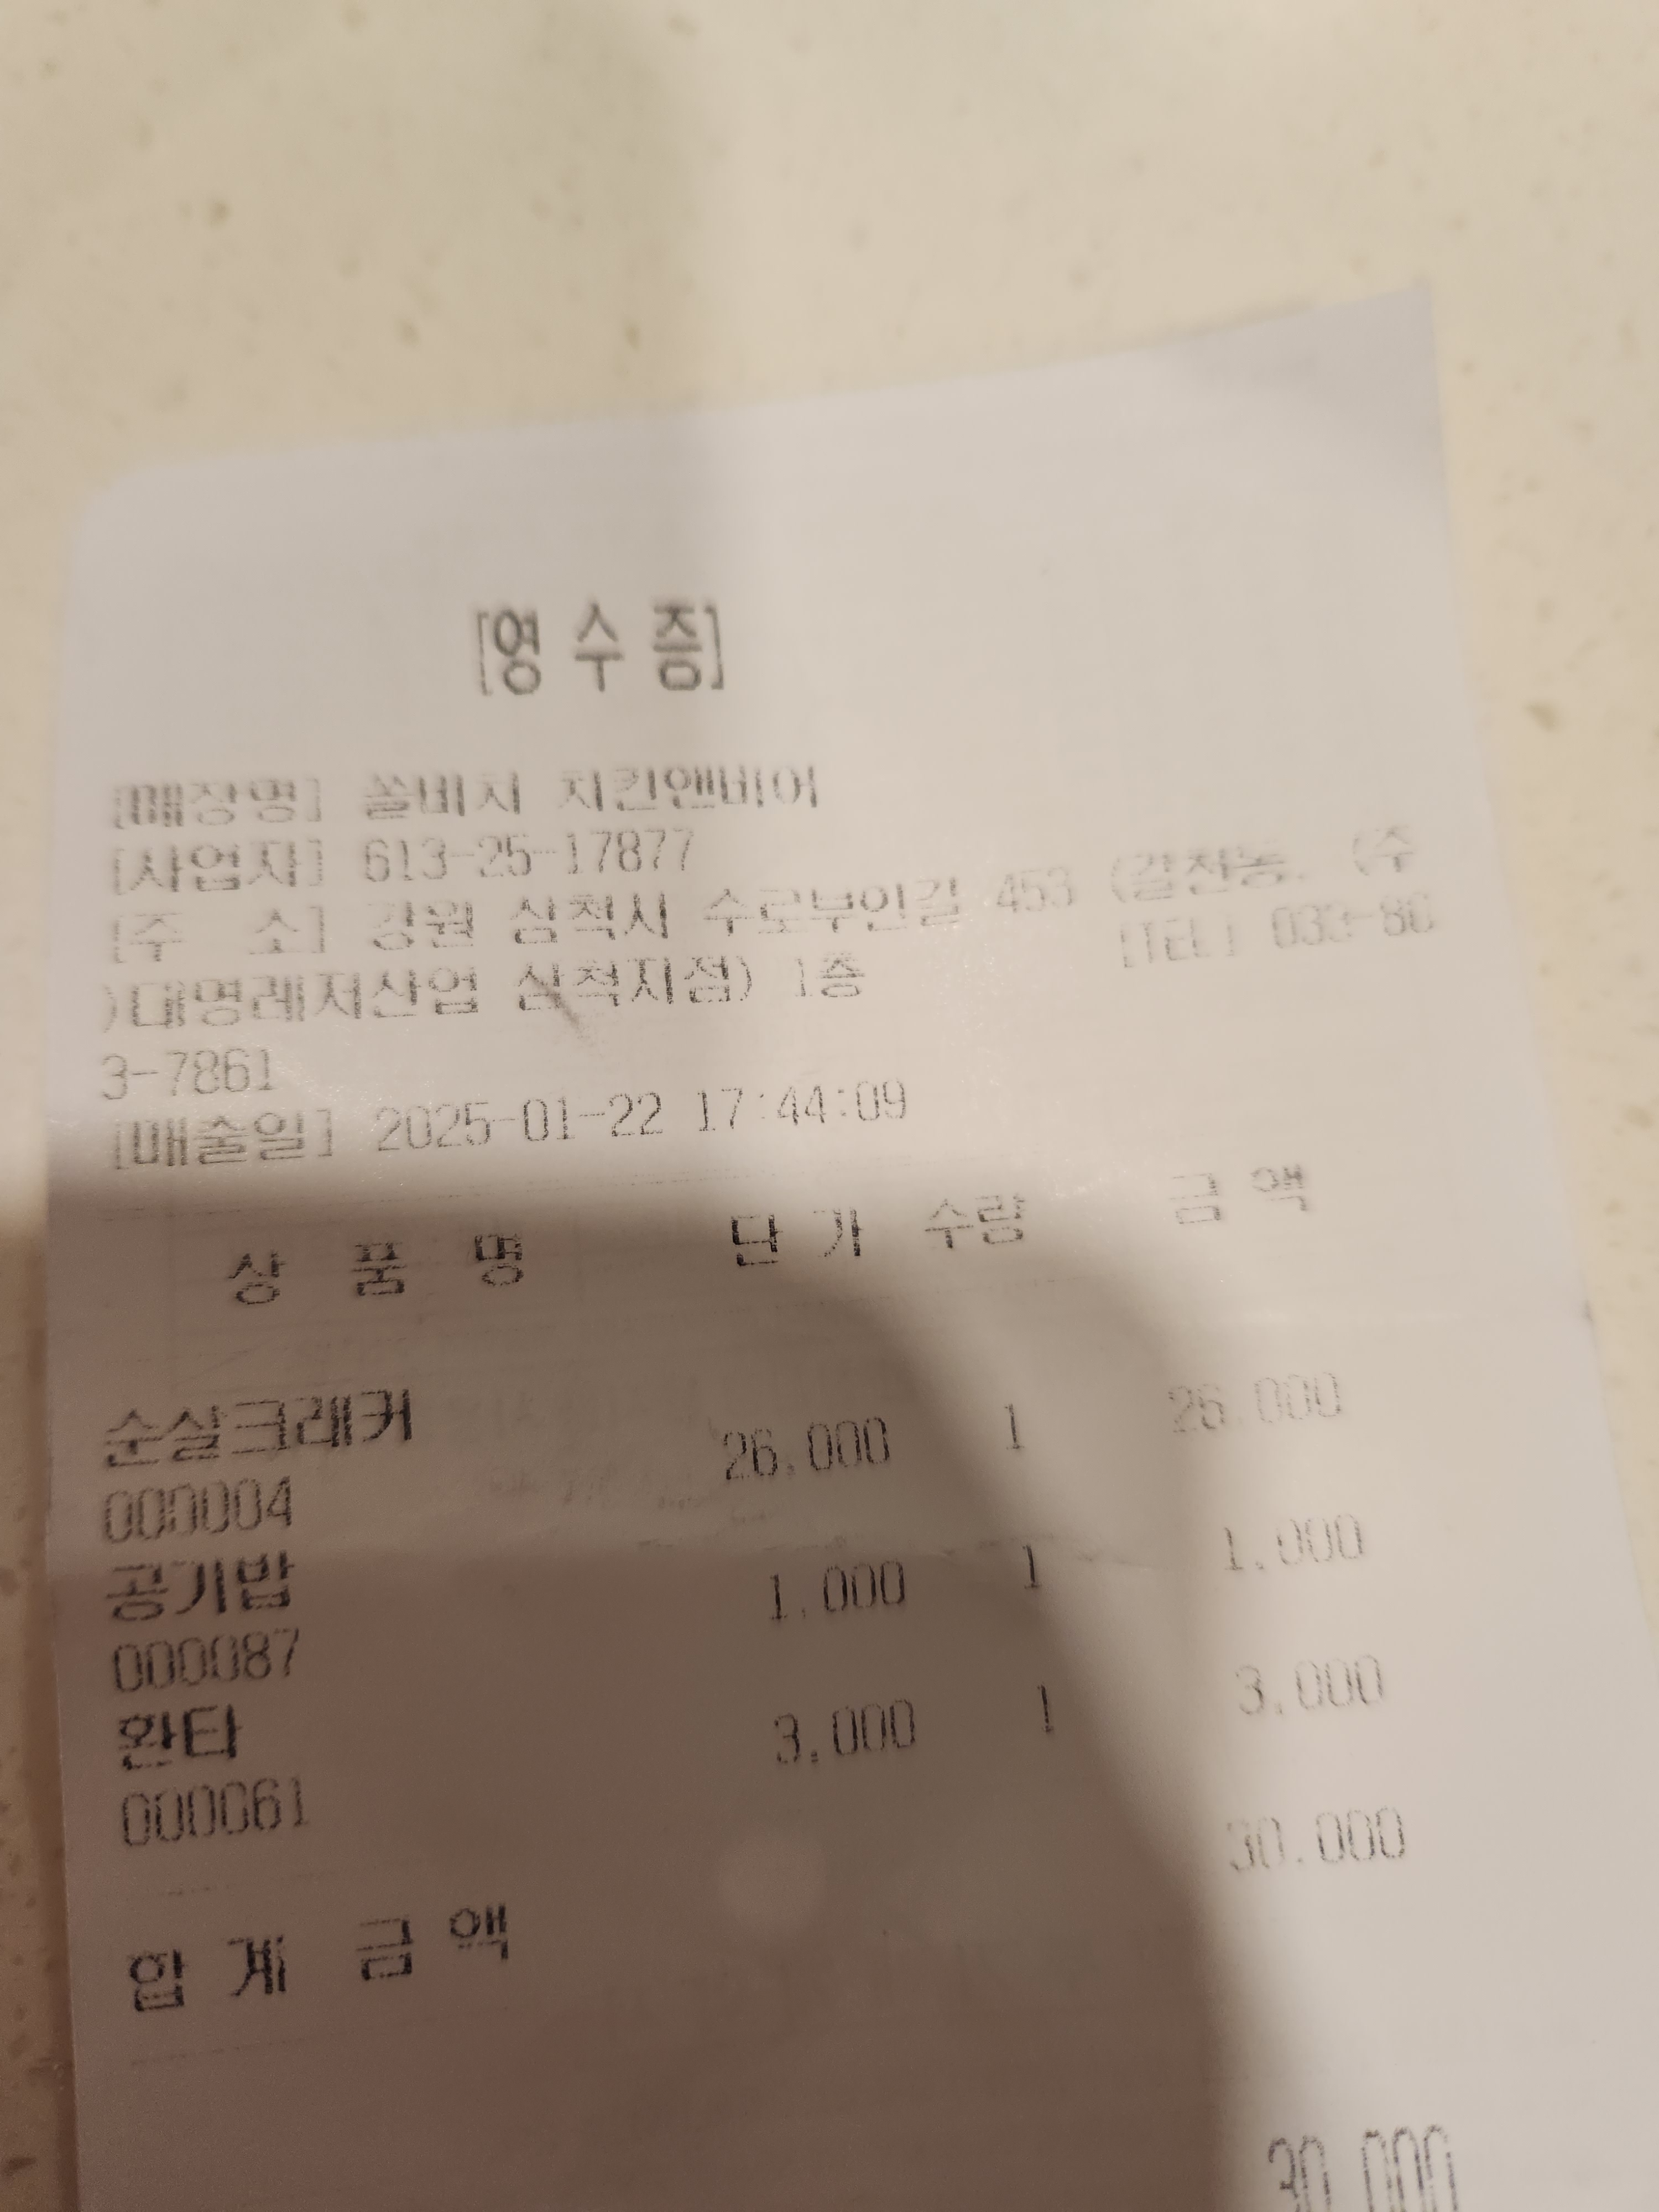 [영 수 증]
[매장명] 쏠비치 치킨앤비어
[사업자] 613-25-17877
[주 소] 강원 삼척시 수로부인길 453 (갈천동, (주
)대명레저산업 삼척지점) 1층 [TEL] 033-80
3-7861
[매출일] 2025-01-22 17:44:09
상 품 명 단 가 수량 금 액
순살크래커 26,000 1 26,000
000004
공기밥 1,000 1 1,000
000087
환타 3,000 1 3,000
000061
합 계 금 액 30,000
30,000